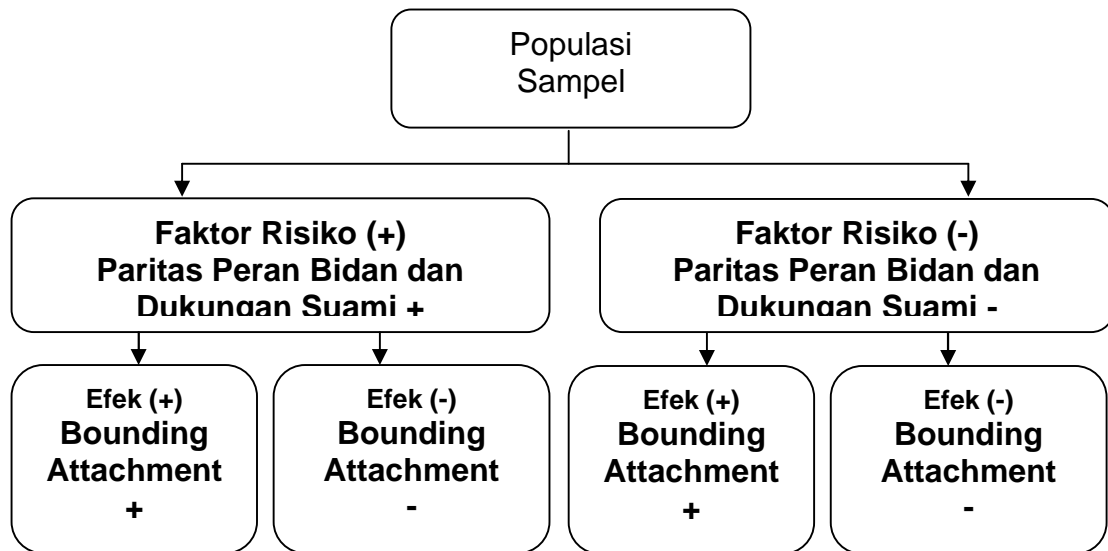 Populasi
Sampel
Faktor Risiko (+)
Paritas Peran Bidan dan
Dukungan Suami +
Faktor Risiko (-)
Paritas Peran Bidan dan
Dukungan Suami -
Efek (+)
Bounding
Attachment
+
Efek (-)
Bounding
Attachment
-
Efek (+)
Bounding
Attachment
+
Efek (-)
Bounding
Attachment
-